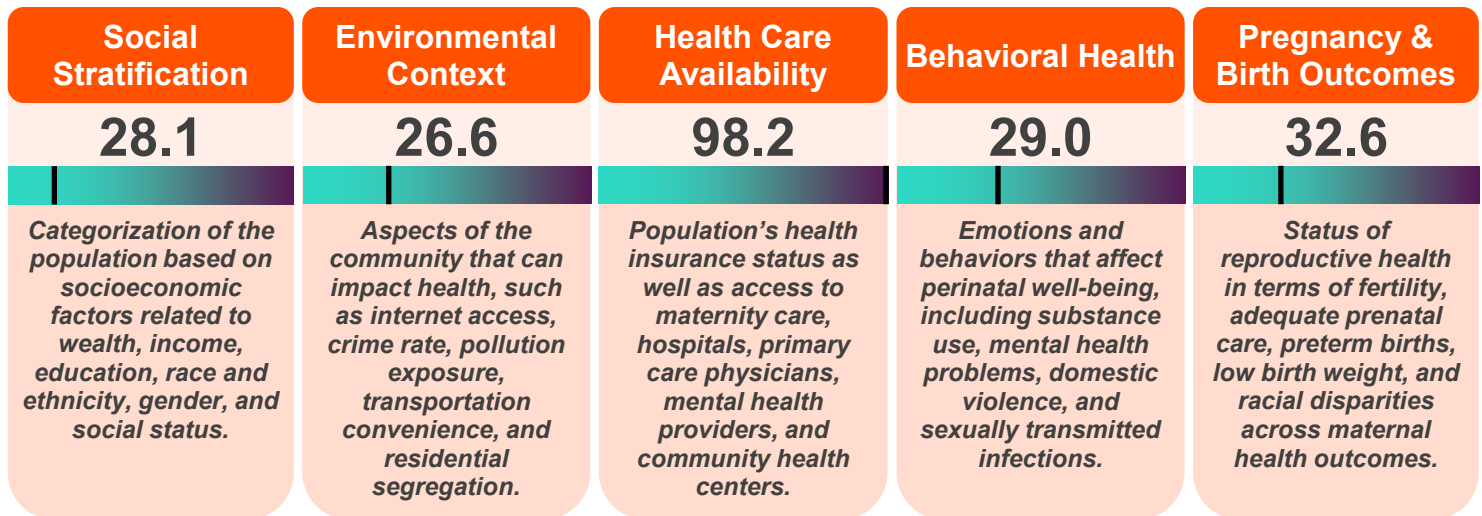 Social
Stratification
28.1
Categorization of the
population based on
socioeconomic
factors related to
wealth, income,
education, race and
ethnicity, gender, and
social status.
Environmental
Context
26.6
Aspects of the
community that can
impact health, such
as internet access,
crime rate, pollution
exposure,
transportation
convenience, and
residential
segregation.
Health Care
Availability
98.2
Population’s health
insurance status as
well as access to
maternity care,
hospitals, primary
care physicians,
mental health
providers, and
community health
centers.
Behavioral Health
29.0
Emotions and
behaviors that affect
perinatal well-being,
including substance
use, mental health
problems, domestic
violence, and
sexually transmitted
infections.
Pregnancy &
Birth Outcomes
32.6
Status of
reproductive health
in terms of fertility,
adequate prenatal
care, preterm births,
low birth weight, and
racial disparities
across maternal
health outcomes.